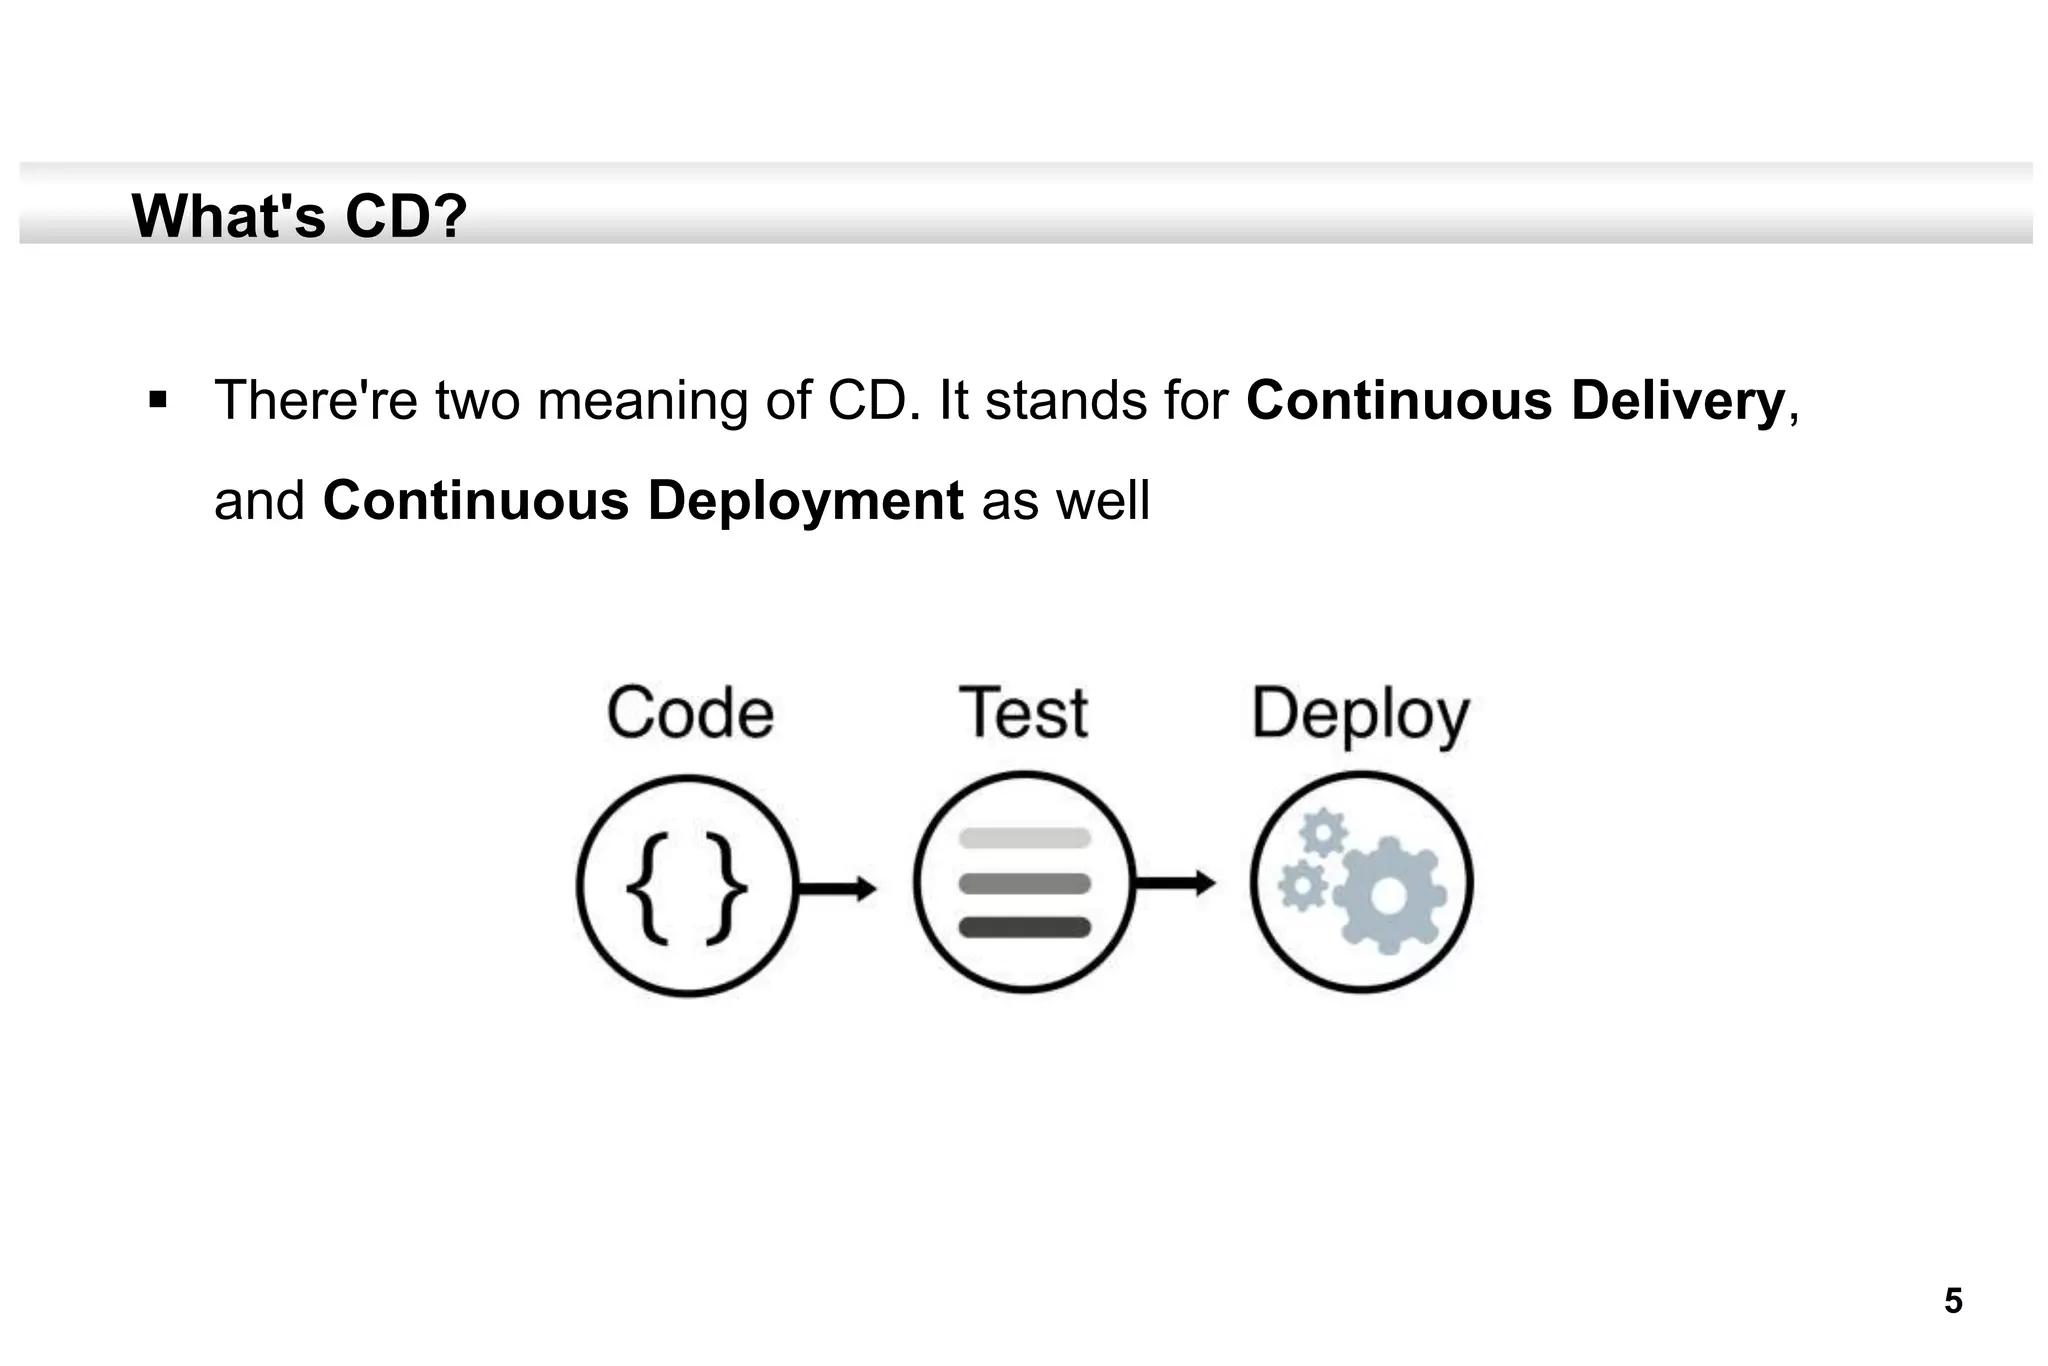 What's CD?
▪ There're two meaning of CD. It stands for Continuous Delivery,
and Continuous Deployment as well
Code Test Deploy
{ }
5